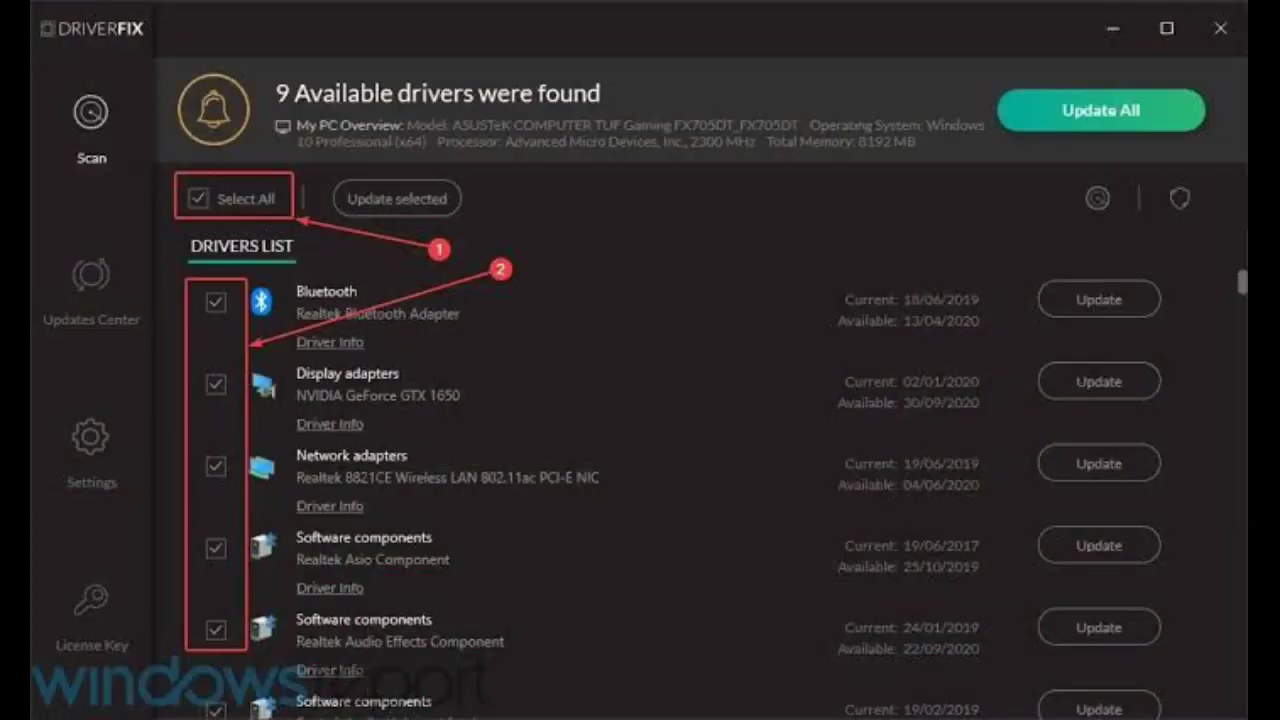 DRIVERFIX
9 Available drivers were found
My PC Overview: Model: ASUSTeK COMPUTER TUF Gaming FX705DT_FX705DT Operating System: Windows
10 Professional (x64) Processor: Advanced Micro Devices, Inc., 2300 MHz Total Memory: 8192 MB
Update All
Scan
Select All
Update selected
1
DRIVERS LIST
2
Bluetooth
Realtek Bluetooth Adapter
Driver Info
Current: 18/06/2019
Available: 13/04/2020
Update
Updates Center
Display adapters
NVIDIA GeForce GTX 1650
Driver Info
Current: 02/01/2020
Available: 30/09/2020
Update
Network adapters
Realtek 8821CE Wireless LAN 802.11ac PCI-E NIC
Driver Info
Current: 19/06/2019
Available: 04/06/2020
Update
Settings
Software components
Realtek Asio Component
Driver Info
Current: 19/06/2017
Available: 25/10/2019
Update
Software components
Realtek Audio Effects Component
Driver Info
Current: 24/01/2019
Available: 22/09/2020
Update
License Key
windows
Software components
Current: 19/02/2019
Update